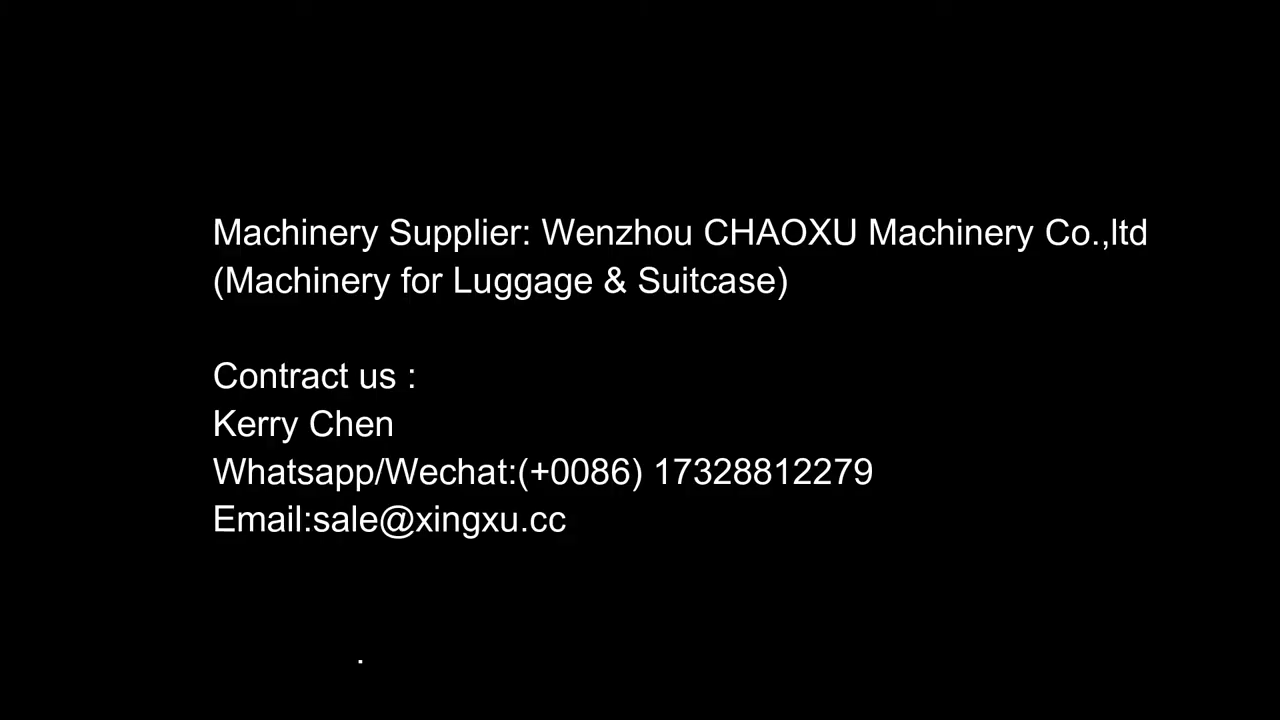 Machinery Supplier: Wenzhou CHAOXU Machinery Co.,ltd
(Machinery for Luggage & Suitcase)
Contract us :
Kerry Chen
Whatsapp/Wechat:(+0086) 17328812279
Email:sale@xingxu.cc
.